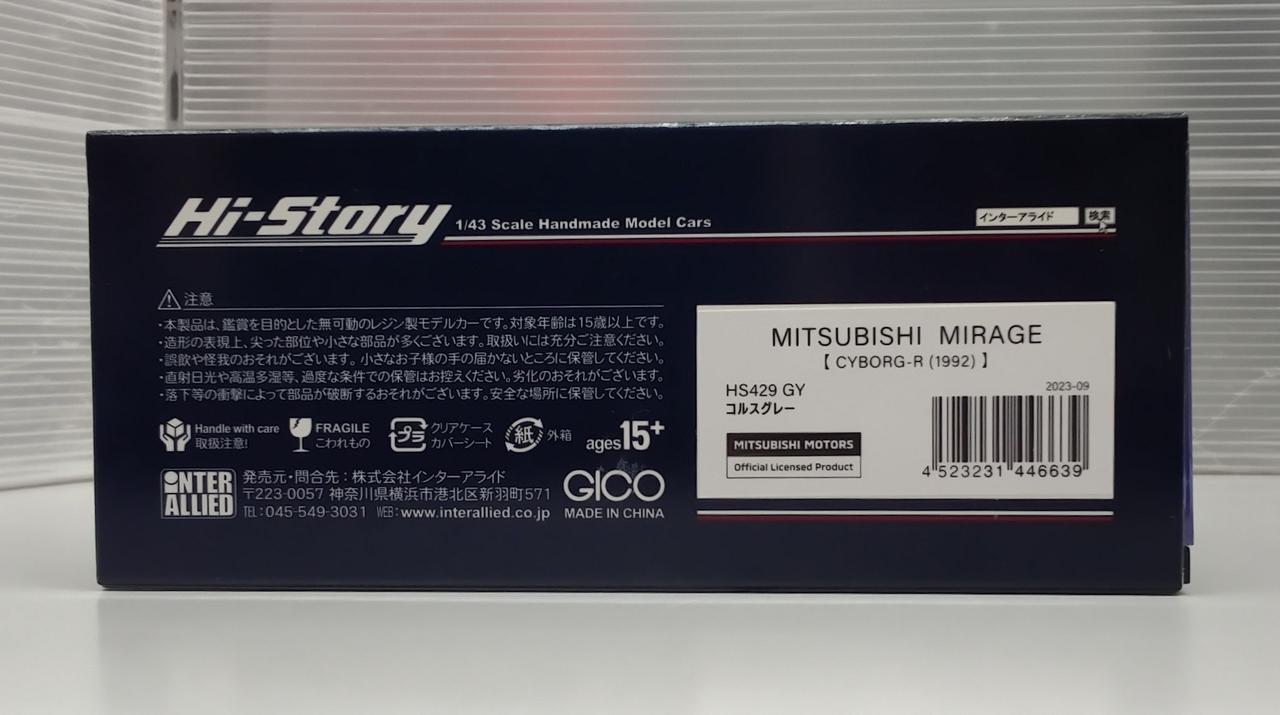 Hi-Story
1/43 Scale Handmade Model Cars
インターアライド 検索
注意
・本製品は、鑑賞を目的とした無可動のレジン製モデルカーです。対象年齢は15歳以上です。
・造形の表現上、尖った部位や小さな部品が多くございます。取扱いには充分ご注意ください。
・誤飲や怪我のおそれがございます。小さなお子様の手の届かないところに保管してください。
・直射日光や高温多湿等、過度な条件での保管はお控えください。劣化のおそれがございます。
・落下等の衝撃によって部品が破断するおそれがございます。安全な場所に保管してください。
Handle with care
取扱注意!
FRAGILE
こわれもの
プラ
クリアケース
カバーシート
紙
外箱
ages15+
INTER
ALLIED
発売元・問合先:株式会社インターアライド
〒223-0057 神奈川県横浜市港北区新羽町571
TEL:045-549-3031 WEB:www.interallied.co.jp
GICO
MADE IN CHINA
MITSUBISHI MIRAGE
【 CYBORG-R (1992) 】
HS429 GY
コルスグレー
2023-09
MITSUBISHI MOTORS
Official Licensed Product
4 523231 446639